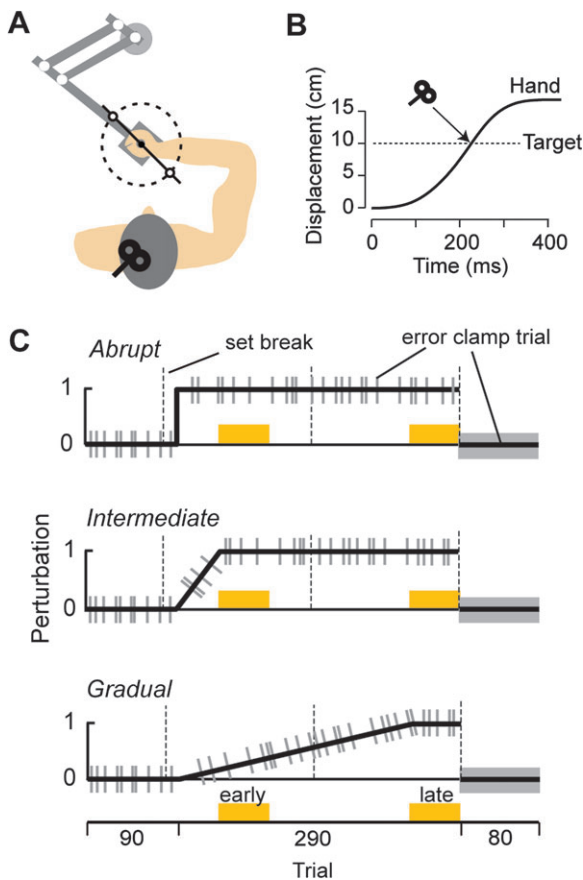 A
B
Displacement (cm)
15
10
5
0
Hand
Target
0
200
400
Time (ms)
C
Abrupt
set break
error clamp trial
1
0
Intermediate
1
0
Perturbation
Gradual
1
0
early
late
90
290
80
Trial